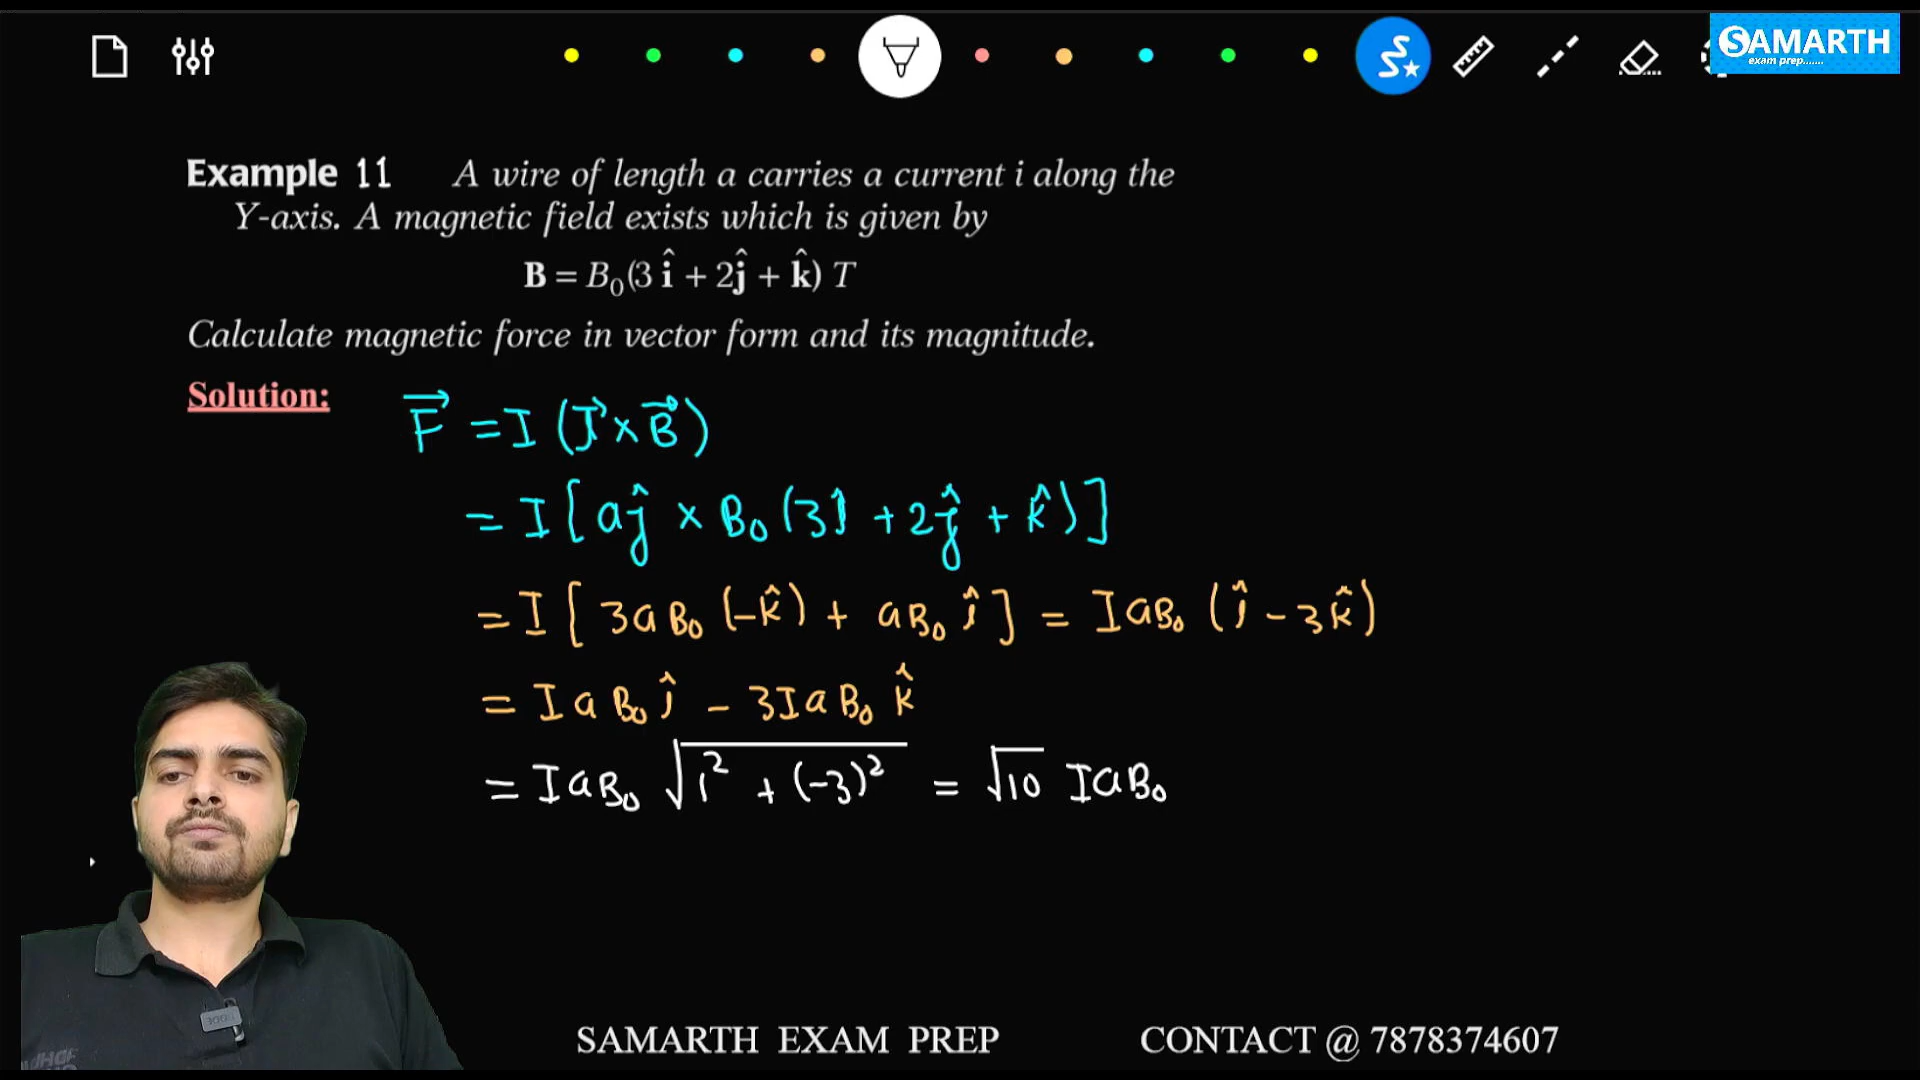 SAMARTH
exam prep.......
Example 11 A wire of length a carries a current i along the
Y-axis. A magnetic field exists which is given by
B = B₀(3 î + 2ĵ + k̂) T
Calculate magnetic force in vector form and its magnitude.
Solution:
F⃗ = I (l⃗ × B⃗)
= I [aĵ × B₀ (3î + 2ĵ + k̂)]
= I [3aB₀ (-k̂) + aB₀ î] = IaB₀ (î - 3k̂)
= IaB₀ î - 3IaB₀ k̂
= IaB₀ √(1² + (-3)²) = √10 IaB₀
SAMARTH EXAM PREP CONTACT @ 7878374607